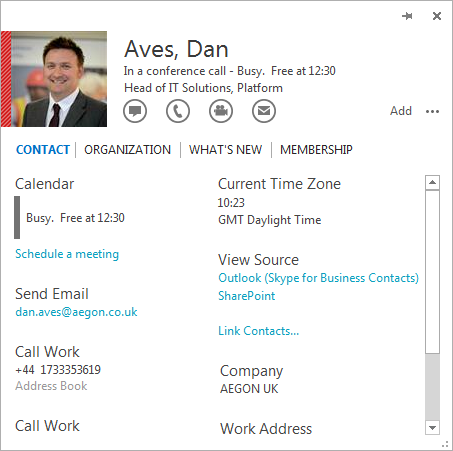 Aves, Dan
In a conference call - Busy.  Free at 12:30
Head of IT Solutions, Platform
Add
CONTACT
ORGANIZATION
WHAT'S NEW
MEMBERSHIP
Calendar
Busy.  Free at 12:30
Schedule a meeting
Send Email
dan.aves@aegon.co.uk
Call Work
+44  1733353619
Address Book
Call Work
Current Time Zone
10:23
GMT Daylight Time
View Source
Outlook (Skype for Business Contacts)
SharePoint
Link Contacts...
Company
AEGON UK
Work Address